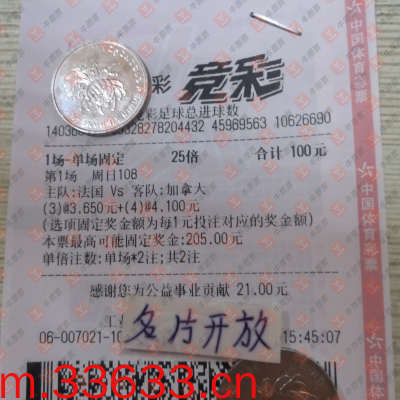 彩 竞彩
彩足球总进球数
328278204432 45969563 10626690
1场-单场固定 25倍 合计 100元
第1场 周日108
主队:法国 Vs 客队:加拿大
(3)@3.650元+(4)@4.100元
(选项固定奖金额为每1元投注对应的奖金额)
本票最高可能固定奖金:205.00元
单倍注数:单场*2注;共2注
感谢您为公益事业贡献 21.00元
06-007021-10 15:45:07
名片开放
m.33633.cn
中国体育彩票
中国体育彩票